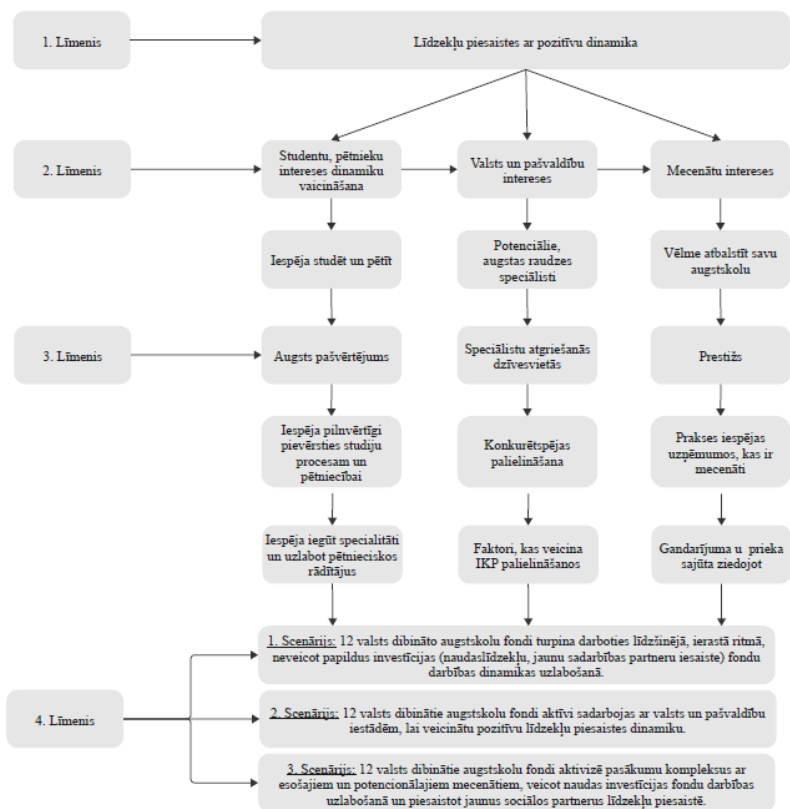 1. Līmenis
Līdzekļu piesaistes ar pozitīvu dinamika
2. Līmenis
Studentu, pētnieku
intereses dinamiku
vaicināšana
Valsts un pašvaldību
intereses
Mecenātu intereses
Iespēja studēt un pētīt
Potenciālie,
augstas raudzes
speciālisti
Vēlme atbalstīt savu
augstskolu
3. Līmenis
Augsts pašvērtējums
Speciālistu atgriešanās
dzīvesvietās
Prestižs
Iespēja pilnvērtīgi
pievērsties studiju
procesam un
pētniecībai
Konkurētspējas
palielināšana
Prakses iespējas
uzņēmumos, kas ir
mecenāti
Iespēja iegūt specialitāti
un uzlabot pētnieciskos
rādītājus
Faktori, kas veicina
IKP palielināšanos
Gandarījuma u prieka
sajūta ziedojot
1. Scenārijs: 12 valsts dibināto augstskolu fondi turpina darboties līdzšinējā, ierastā ritmā,
neveicot papildus investīcijas (naudaslīdzekļu, jaunu sadarbības partneru iesaiste) fondu
darbības dinamikas uzlabošanā.
4. Līmenis
2. Scenārijs: 12 valsts dibinātie augstskolu fondi aktīvi sadarbojas ar valsts un pašvaldību
iestādēm, lai veicinātu pozitīvu līdzekļu piesaistes dinamiku.
3. Scenārijs: 12 valsts dibinātie augstskolu fondi aktivizē pasākumu kompleksus ar
esošajiem un potencionālajiem mecenātiem, veicot naudas investīcijas fondu darbības
uzlabošanā un piesaistot jaunus sociālos partnerus līdzekļu piesaistē.